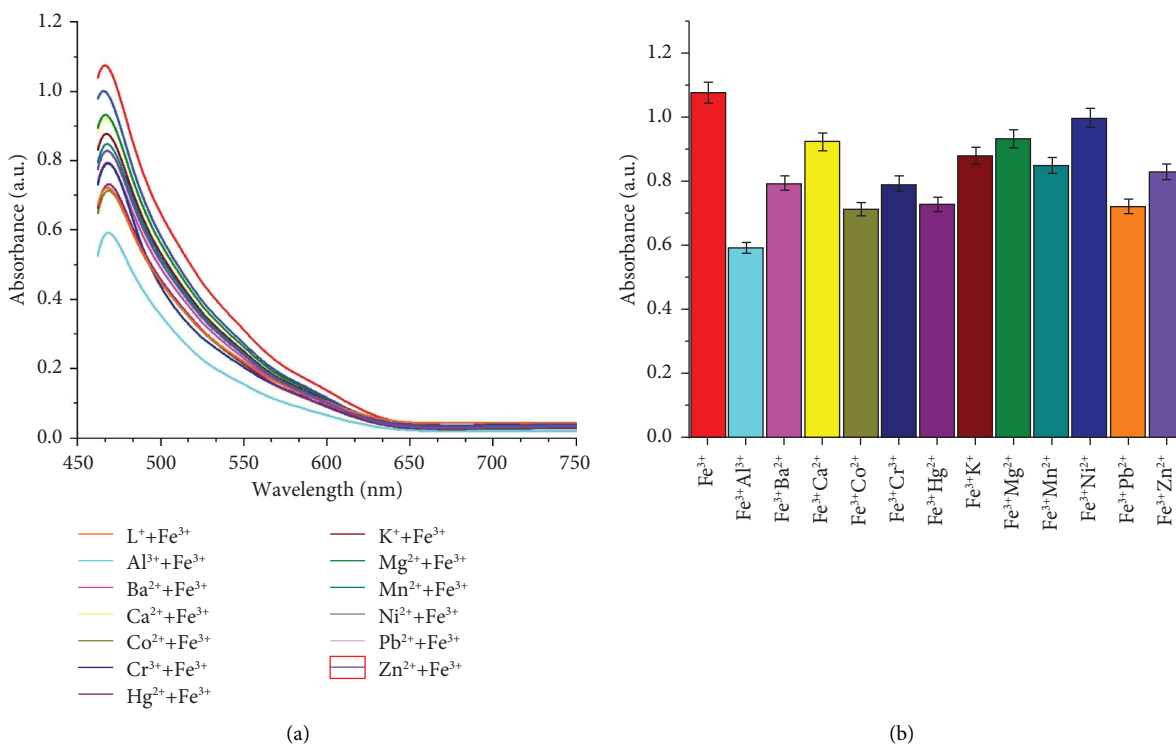 1.2
1.0
0.8
0.6
0.4
0.2
0.0
Absorbance (a.u.)
450 500 550 600 650 700 750
Wavelength (nm)
L⁺+Fe³⁺
Al³⁺+Fe³⁺
Ba²⁺+Fe³⁺
Ca²⁺+Fe³⁺
Co²⁺+Fe³⁺
Cr³⁺+Fe³⁺
Hg²⁺+Fe³⁺
K⁺+Fe³⁺
Mg²⁺+Fe³⁺
Mn²⁺+Fe³⁺
Ni²⁺+Fe³⁺
Pb²⁺+Fe³⁺
Zn²⁺+Fe³⁺
(a)
1.2
1.0
0.8
0.6
0.4
0.2
0.0
Absorbance (a.u.)
Fe³⁺
Fe³⁺Al³⁺
Fe³⁺Ba²⁺
Fe³⁺Ca²⁺
Fe³⁺Co²⁺
Fe³⁺Cr³⁺
Fe³⁺Hg²⁺
Fe³⁺K⁺
Fe³⁺Mg²⁺
Fe³⁺Mn²⁺
Fe³⁺Ni²⁺
Fe³⁺Pb²⁺
Fe³⁺Zn²⁺
(b)